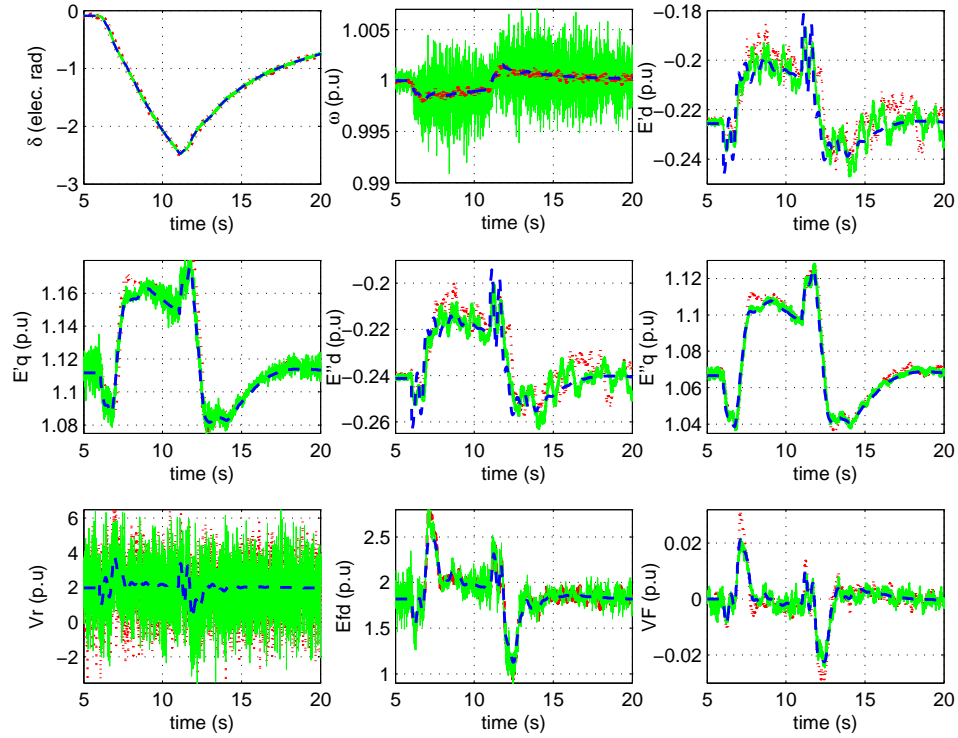 0
−1
−2
−3
5 10 15 20
δ (elec. rad)
time (s)
1.005
1
0.995
0.99
5 10 15 20
ω (p.u)
time (s)
−0.18
−0.2
−0.22
−0.24
5 10 15 20
E'd (p.u)
time (s)
1.16
1.14
1.12
1.1
1.08
5 10 15 20
E'q (p.u)
time (s)
−0.2
−0.22
−0.24
−0.26
5 10 15 20
E''d (p.u)
time (s)
1.12
1.1
1.08
1.06
1.04
5 10 15 20
E''q (p.u)
time (s)
6
4
2
0
−2
5 10 15 20
Vr (p.u)
time (s)
2.5
2
1.5
1
5 10 15 20
Efd (p.u)
time (s)
0.02
0
−0.02
5 10 15 20
VF (p.u)
time (s)